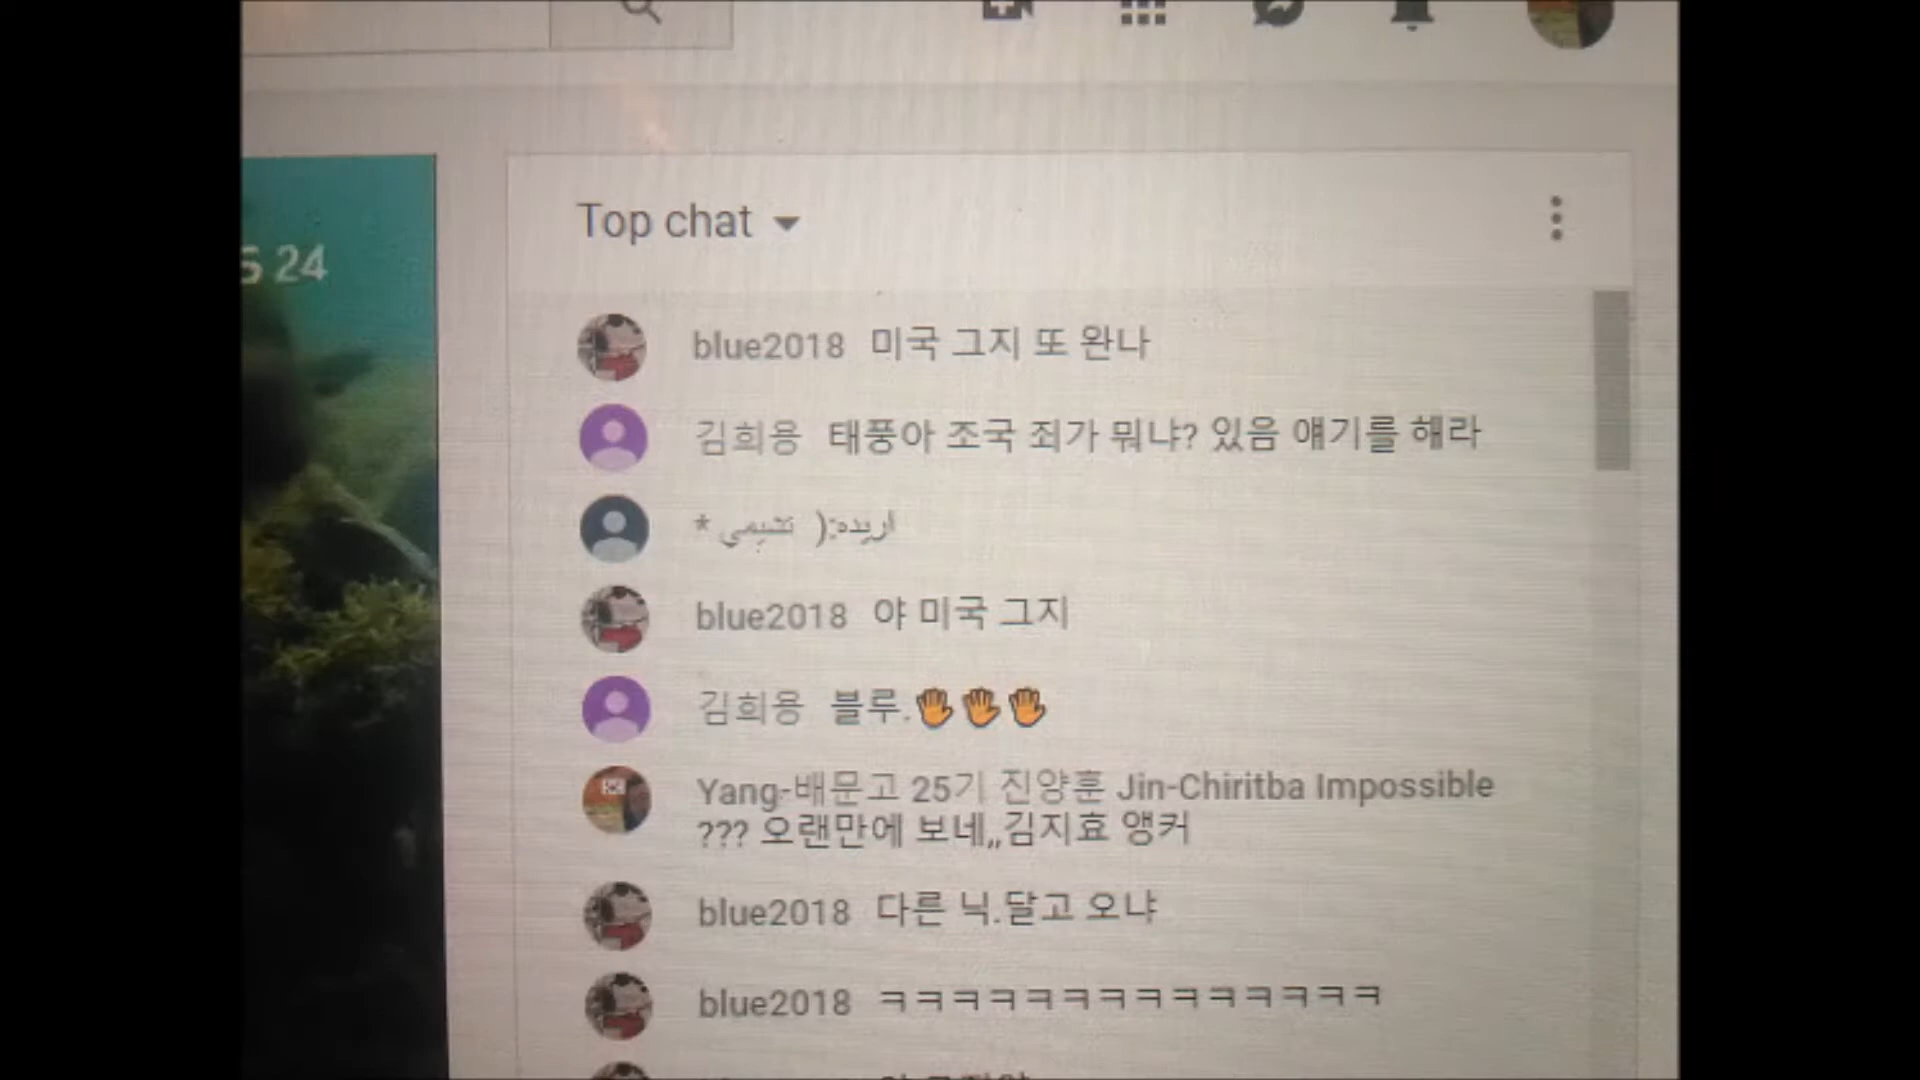 24
Top chat
blue2018 미국 그지 또 완나
김희용 태풍아 조국 죄가 뭐냐? 있음 얘기를 해라
blue2018 야 미국 그지
김희용 블루.🖐🖐🖐
Yang-배문고 25기 진양훈 Jin-Chiritba Impossible
??? 오랜만에 보네,,김지효 앵커
blue2018 다른 닉.달고 오냐
blue2018 ㅋㅋㅋㅋㅋㅋㅋㅋㅋㅋㅋㅋㅋㅋ